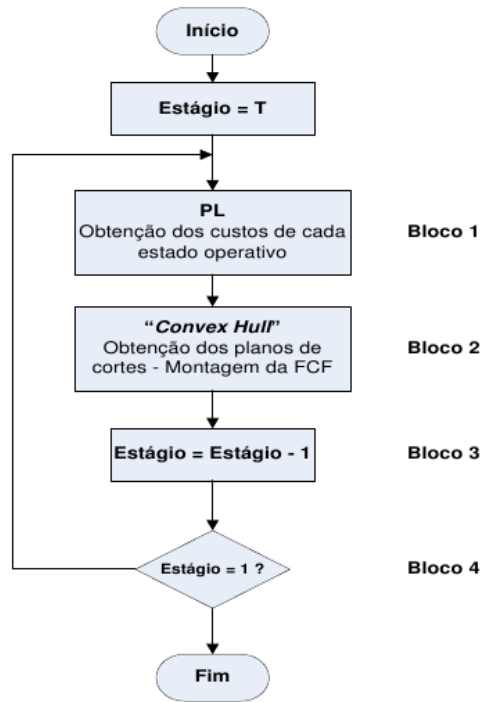 Início
Estágio = T
PL
Obtenção dos custos de cada
estado operativo
Bloco 1
“Convex Hull”
Obtenção dos planos de
cortes - Montagem da FCF
Bloco 2
Estágio = Estágio - 1
Bloco 3
Estágio = 1 ?
Bloco 4
Fim